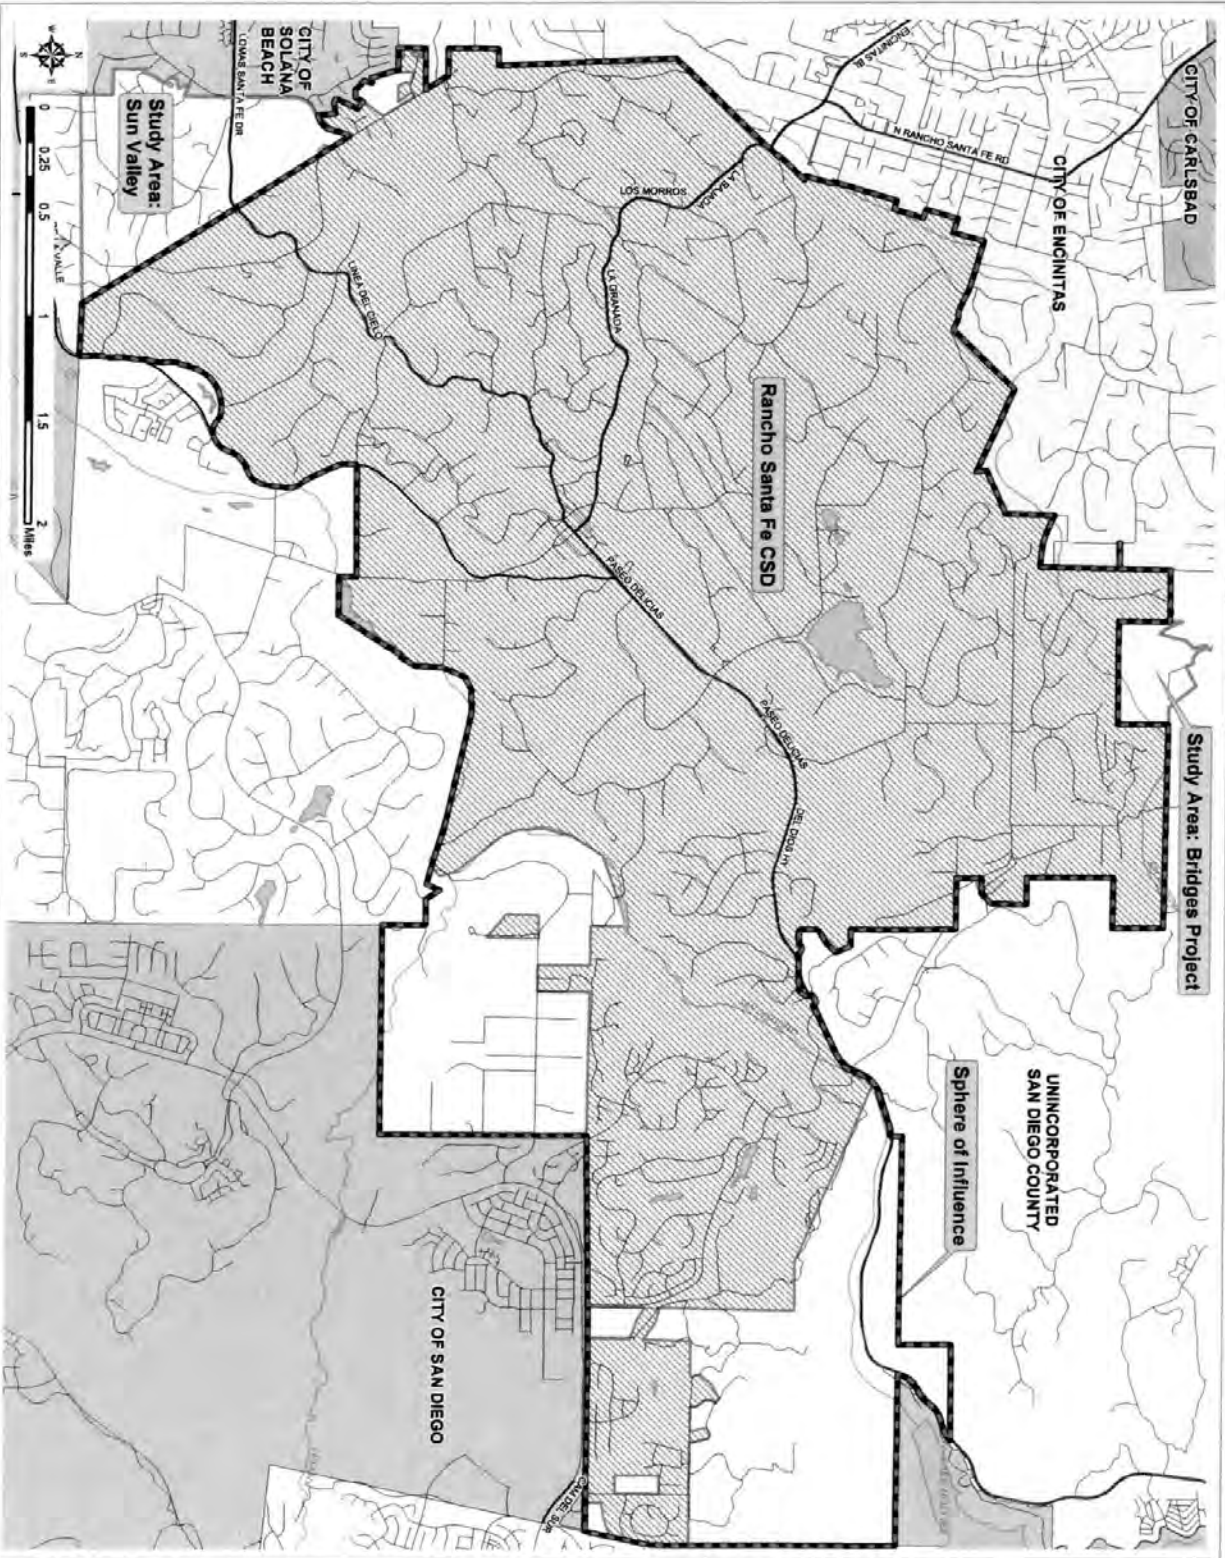 CITY OF CARLSBAD
Study Area: Bridges Project
CITY OF ENCINITAS
UNINCORPORATED
SAN DIEGO COUNTY
ENCINITAS BL
N RANCHO SANTA FE RD
Sphere of Influence
Rancho Santa Fe CSD
LA BAJADA
LOS MORROS
LA GRANADA
PASEO DELICIAS
PASEO DELICIAS
DEL DIOS HY
LINEA DEL CIELO
CITY OF
SOLANA
BEACH
LOMAS SANTA FE DR
CITY OF SAN DIEGO
CAM DEL SUR
Study Area:
Sun Valley
VALLE
N
W
E
S
0 0.25 0.5 1 1.5 2
Miles